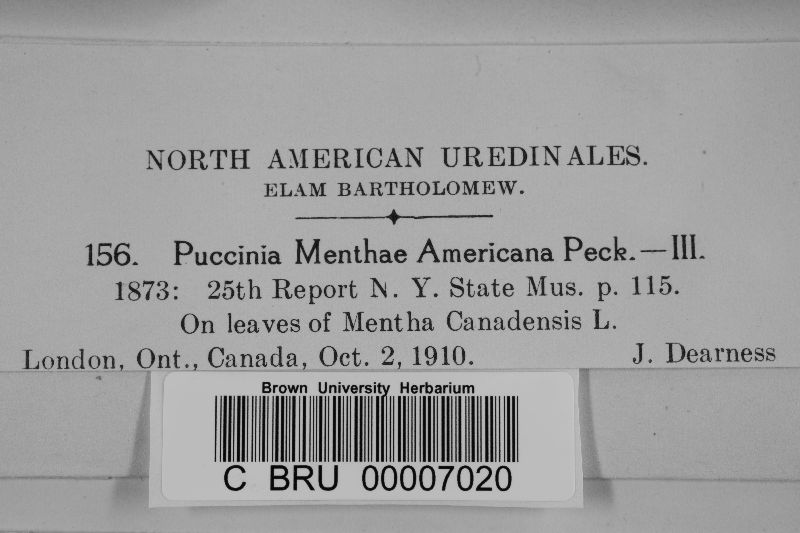 NORTH AMERICAN UREDINALES.
ELAM BARTHOLOMEW.
156. Puccinia Menthae Americana Peck.—III.
1873: 25th Report N. Y. State Mus. p. 115.
On leaves of Mentha Canadensis L.
London, Ont., Canada, Oct. 2, 1910. J. Dearness
Brown University Herbarium
C BRU 00007020